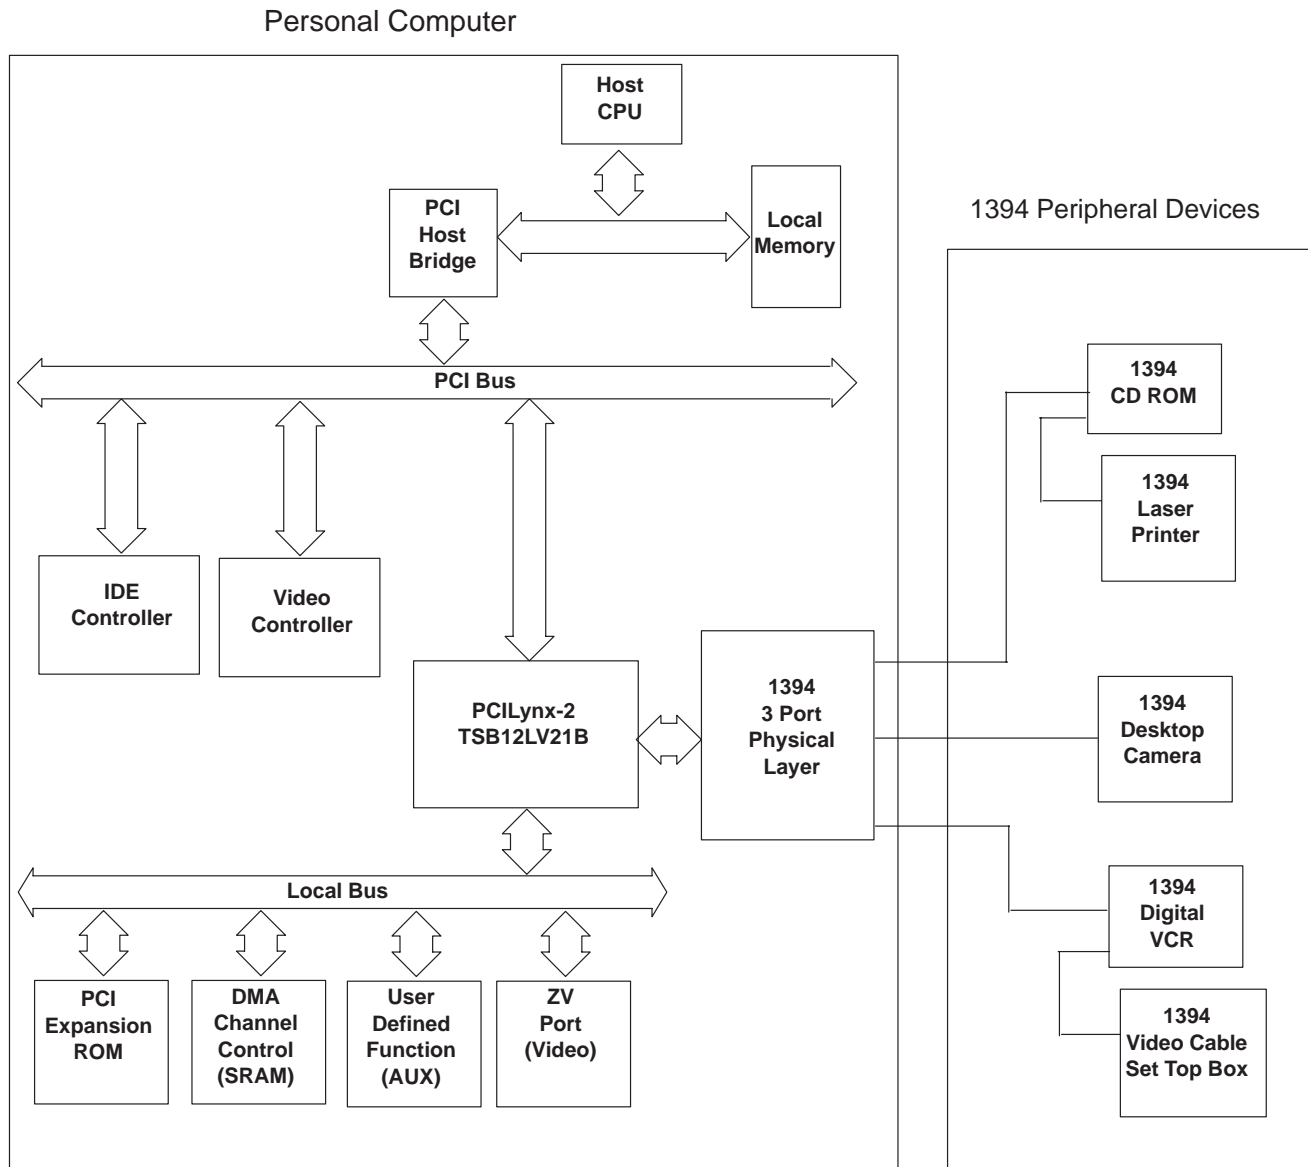 Personal Computer
Host
CPU
PCI
Host
Bridge
Local
Memory
1394 Peripheral Devices
PCI Bus
1394
CD ROM
1394
Laser
Printer
IDE
Controller
Video
Controller
PCILynx-2
TSB12LV21B
1394
3 Port
Physical
Layer
1394
Desktop
Camera
Local Bus
1394
Digital
VCR
PCI
Expansion
ROM
DMA
Channel
Control
(SRAM)
User
Defined
Function
(AUX)
ZV
Port
(Video)
1394
Video Cable
Set Top Box